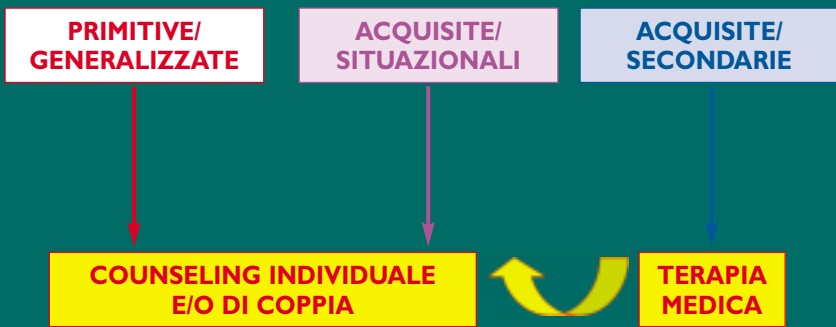 PRIMITIVE/
GENERALIZZATE
ACQUISITE/
SITUAZIONALI
ACQUISITE/
SECONDARIE
COUNSELING INDIVIDUALE
E/O DI COPPIA
TERAPIA
MEDICA